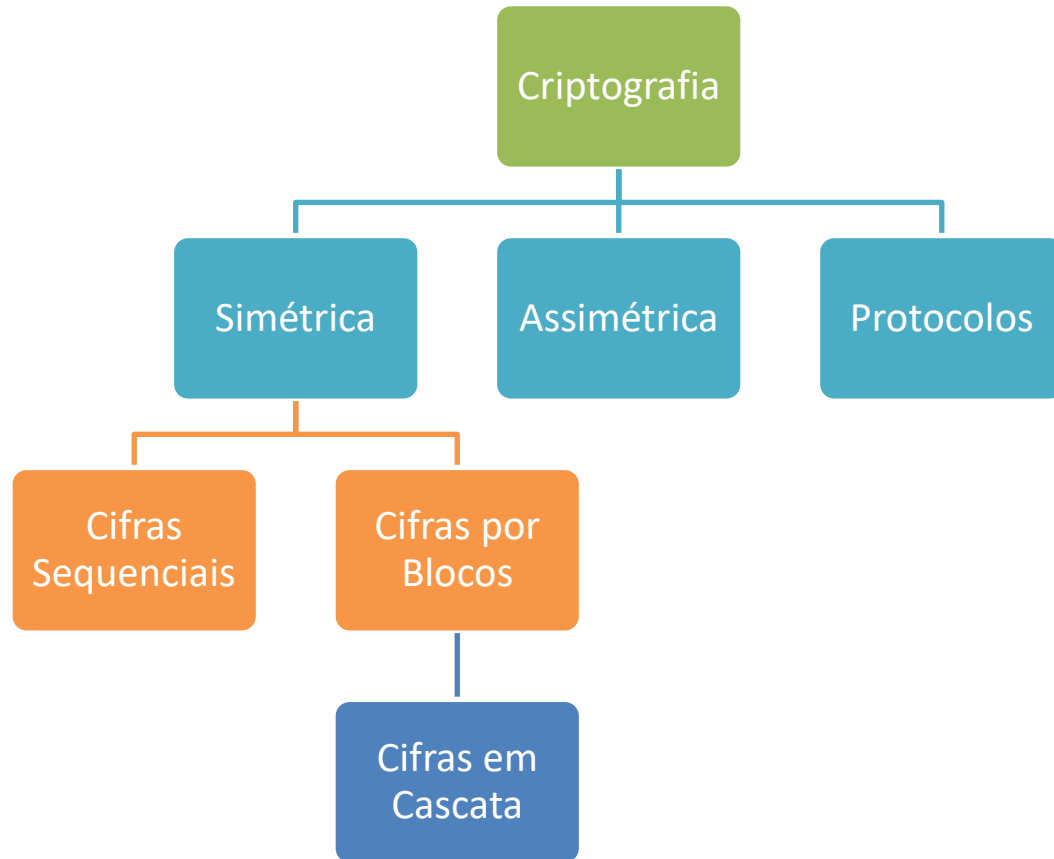 Criptografia
Simétrica
Assimétrica
Protocolos
Cifras
Sequenciais
Cifras por
Blocos
Cifras em
Cascata